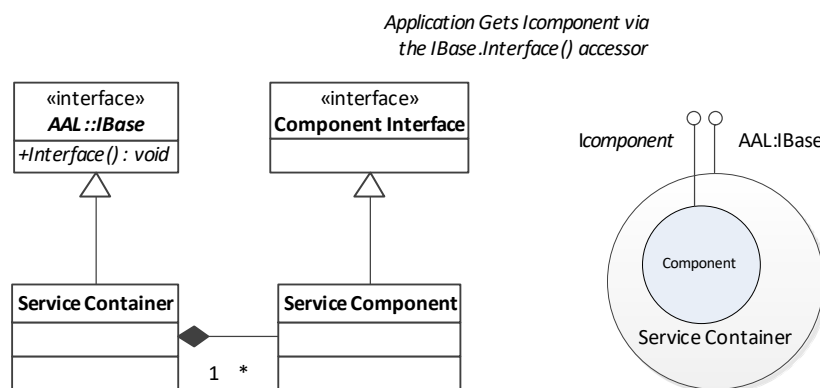 Application Gets Icomponent via
the IBase.Interface() accessor
«interface»
AAL::IBase
+Interface() : void
«interface»
Component Interface
Icomponent
AAL:IBase
Component
Service Container
Service Container
Service Component
1 *